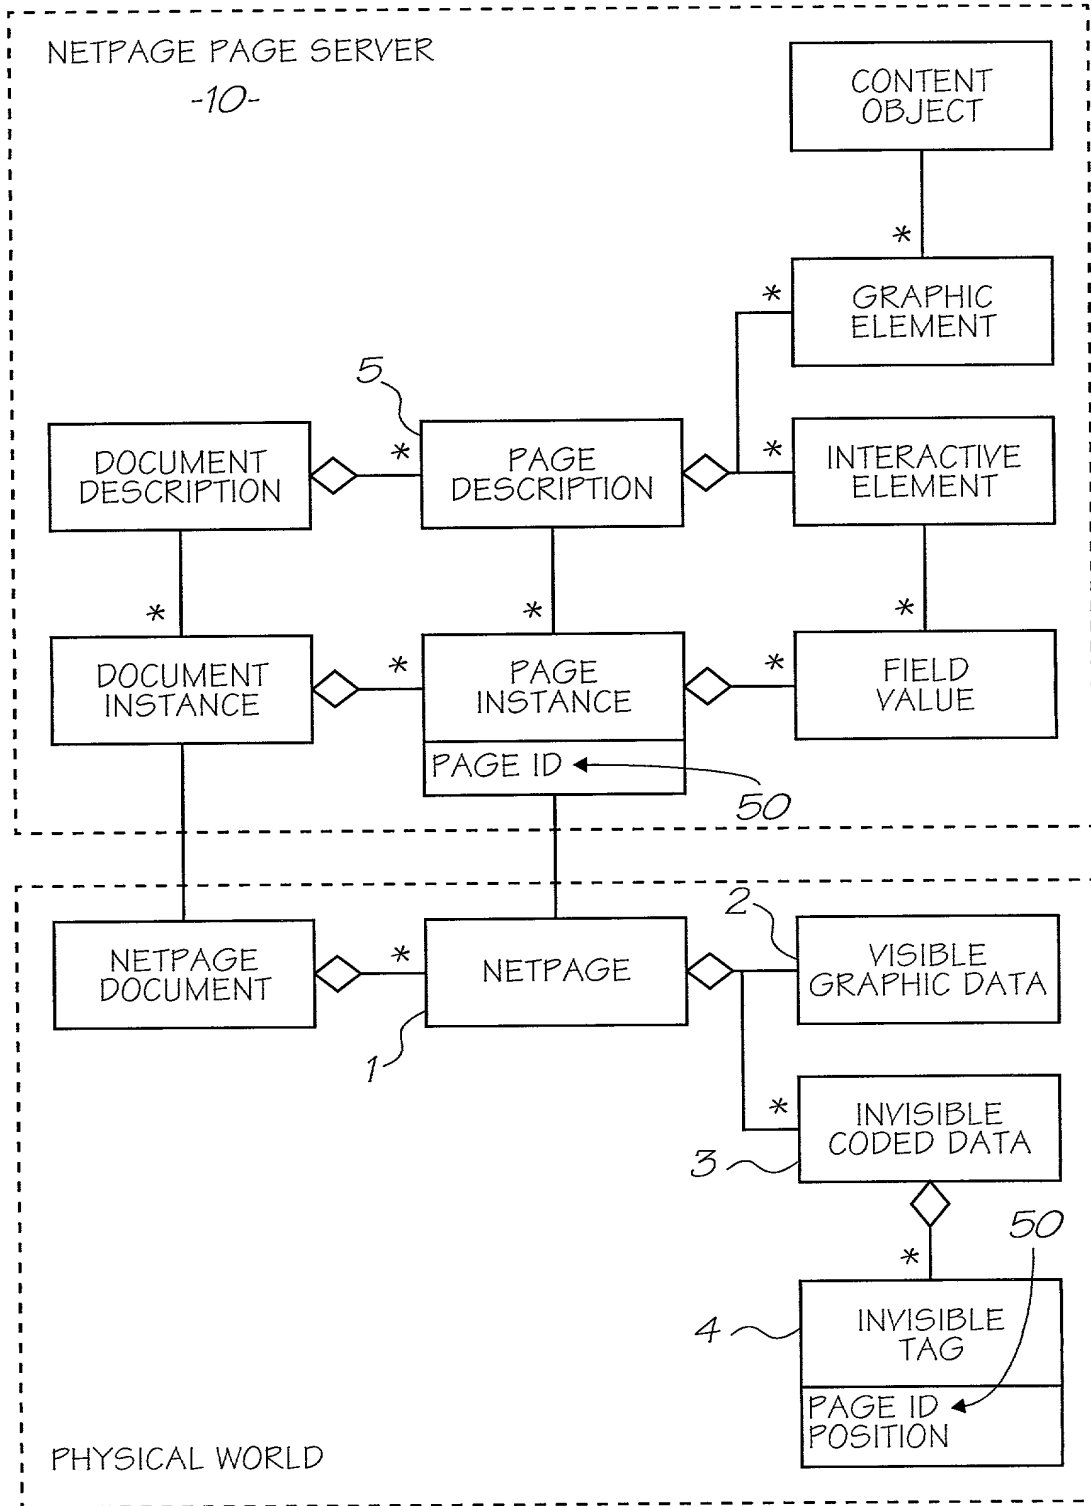 NETPAGE PAGE SERVER
-10-
CONTENT
OBJECT
*
*
GRAPHIC
ELEMENT
5
DOCUMENT
DESCRIPTION
*
PAGE
DESCRIPTION
*
INTERACTIVE
ELEMENT
*
*
*
DOCUMENT
INSTANCE
*
PAGE
INSTANCE
*
FIELD
VALUE
PAGE ID
50
2
NETPAGE
DOCUMENT
*
NETPAGE
VISIBLE
GRAPHIC DATA
1
*
INVISIBLE
CODED DATA
3
50
*
4
INVISIBLE
TAG
PAGE ID
POSITION
PHYSICAL WORLD